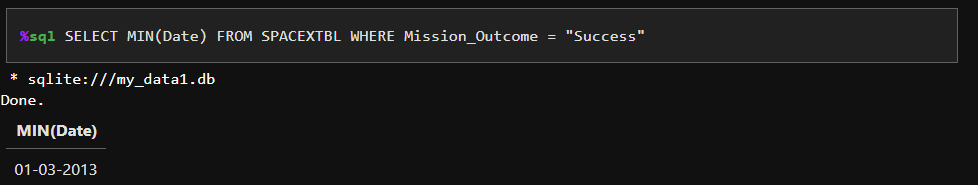 %sql SELECT MIN(Date) FROM SPACEXTBL WHERE Mission_Outcome = "Success"
* sqlite:///my_data1.db
Done.
MIN(Date)
01-03-2013